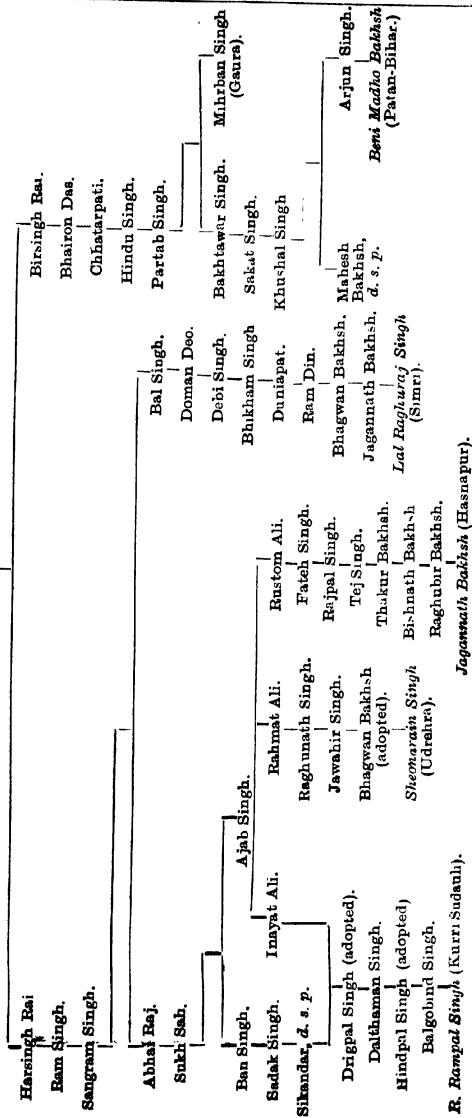 Harsingh Rai
Ram Singh.
Sangram Singh.
Abhai Raj.
Sukh Sah.
Ban Singh.
Sadak Singh.
Sikandar, d. s. p.
Drigpal Singh (adopted).
Dalthaman Singh.
Hindpal Singh (adopted)
Balgobind Singh.
R. Rampal Singh (Kurri Sudauli).
Ajab Singh.
Inayat Ali.
Rahmat Ali.
Raghunath Singh.
Jawahir Singh.
Bhagwan Bakhsh
(adopted).
Sheonarain Singh
(Udrehra).
Rustom Ali.
Fateh Singh.
Rajpal Singh.
Tej Singh.
Thakur Bakhsh.
Bishnath Bakhsh
Raghubir Bakhsh.
Jagannath Bakhsh (Hasnapur).
Bal Singh.
Doman Deo.
Debi Singh.
Bhikham Singh
Duniapat.
Ram Din.
Bhagwan Bakhsh.
Jagannath Bakhsh.
Lal Raghuraj Singh
(Simri).
Birsingh Rai.
Bhairon Das.
Chhatarpati.
Hindu Singh.
Partab Singh.
Bakhtawar Singh.
Sakat Singh.
Khushal Singh
Mahesh
Bakhsh,
d. s. p.
Arjun Singh.
Beni Madho Bakhsh
(Patan-Bihar.)
Mihrban Singh
(Gaura).